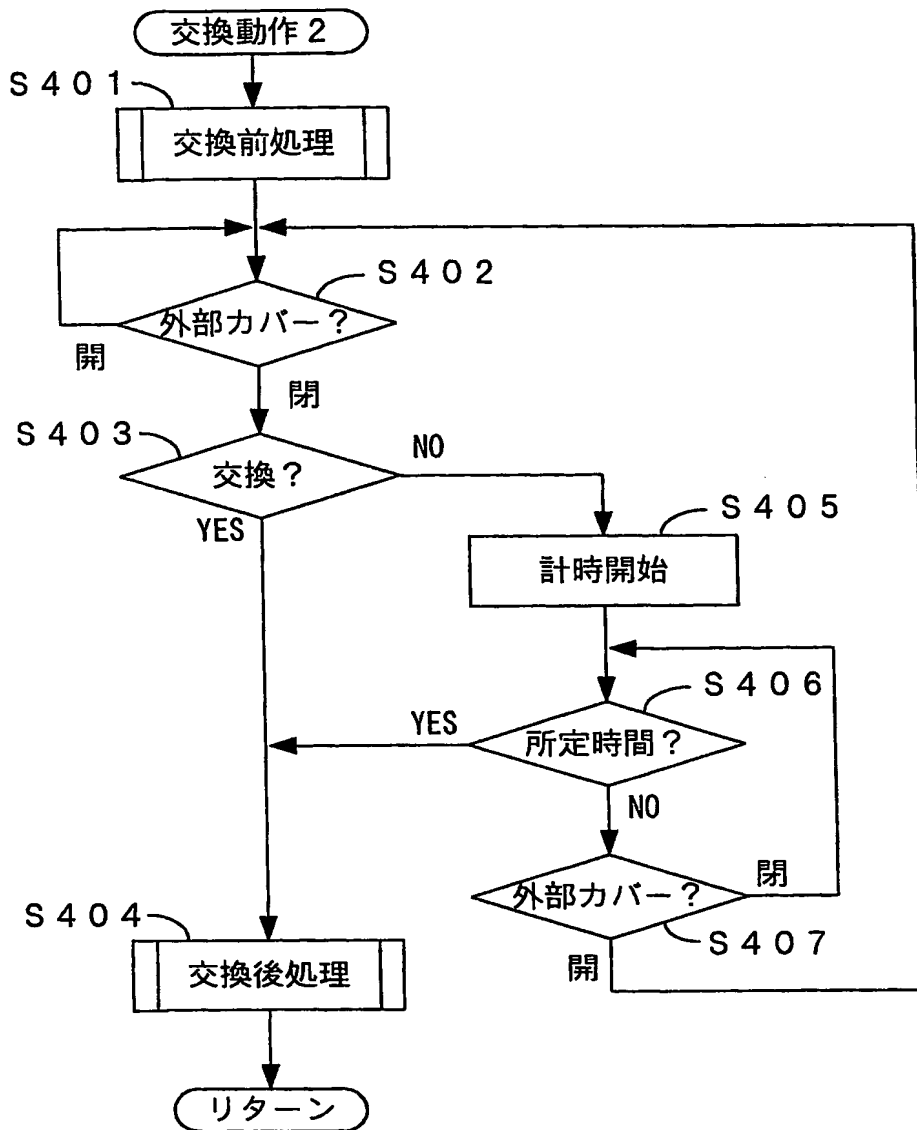 交換動作２
Ｓ４０１
交換前処理
Ｓ４０２
外部カバー？
開
閉
Ｓ４０３
交換？
NO
YES
Ｓ４０５
計時開始
Ｓ４０６
所定時間？
YES
NO
外部カバー？
閉
Ｓ４０７
開
Ｓ４０４
交換後処理
リターン